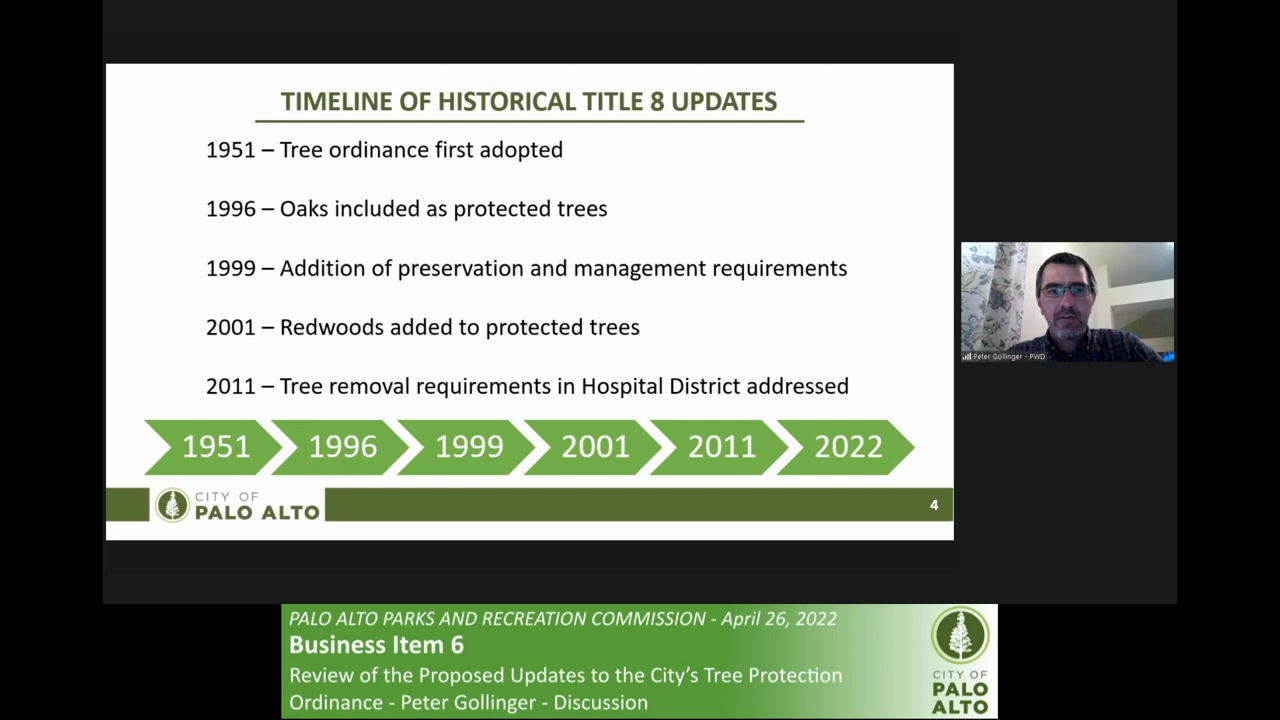 TIMELINE OF HISTORICAL TITLE 8 UPDATES
1951 – Tree ordinance first adopted
1996 – Oaks included as protected trees
1999 – Addition of preservation and management requirements
2001 – Redwoods added to protected trees
2011 – Tree removal requirements in Hospital District addressed
1951 1996 1999 2001 2011 2022
CITY OF
PALO ALTO
4
Peter Gollinger - PWD
PALO ALTO PARKS AND RECREATION COMMISSION - April 26, 2022
Business Item 6
Review of the Proposed Updates to the City's Tree Protection
Ordinance - Peter Gollinger - Discussion
CITY OF
PALO
ALTO